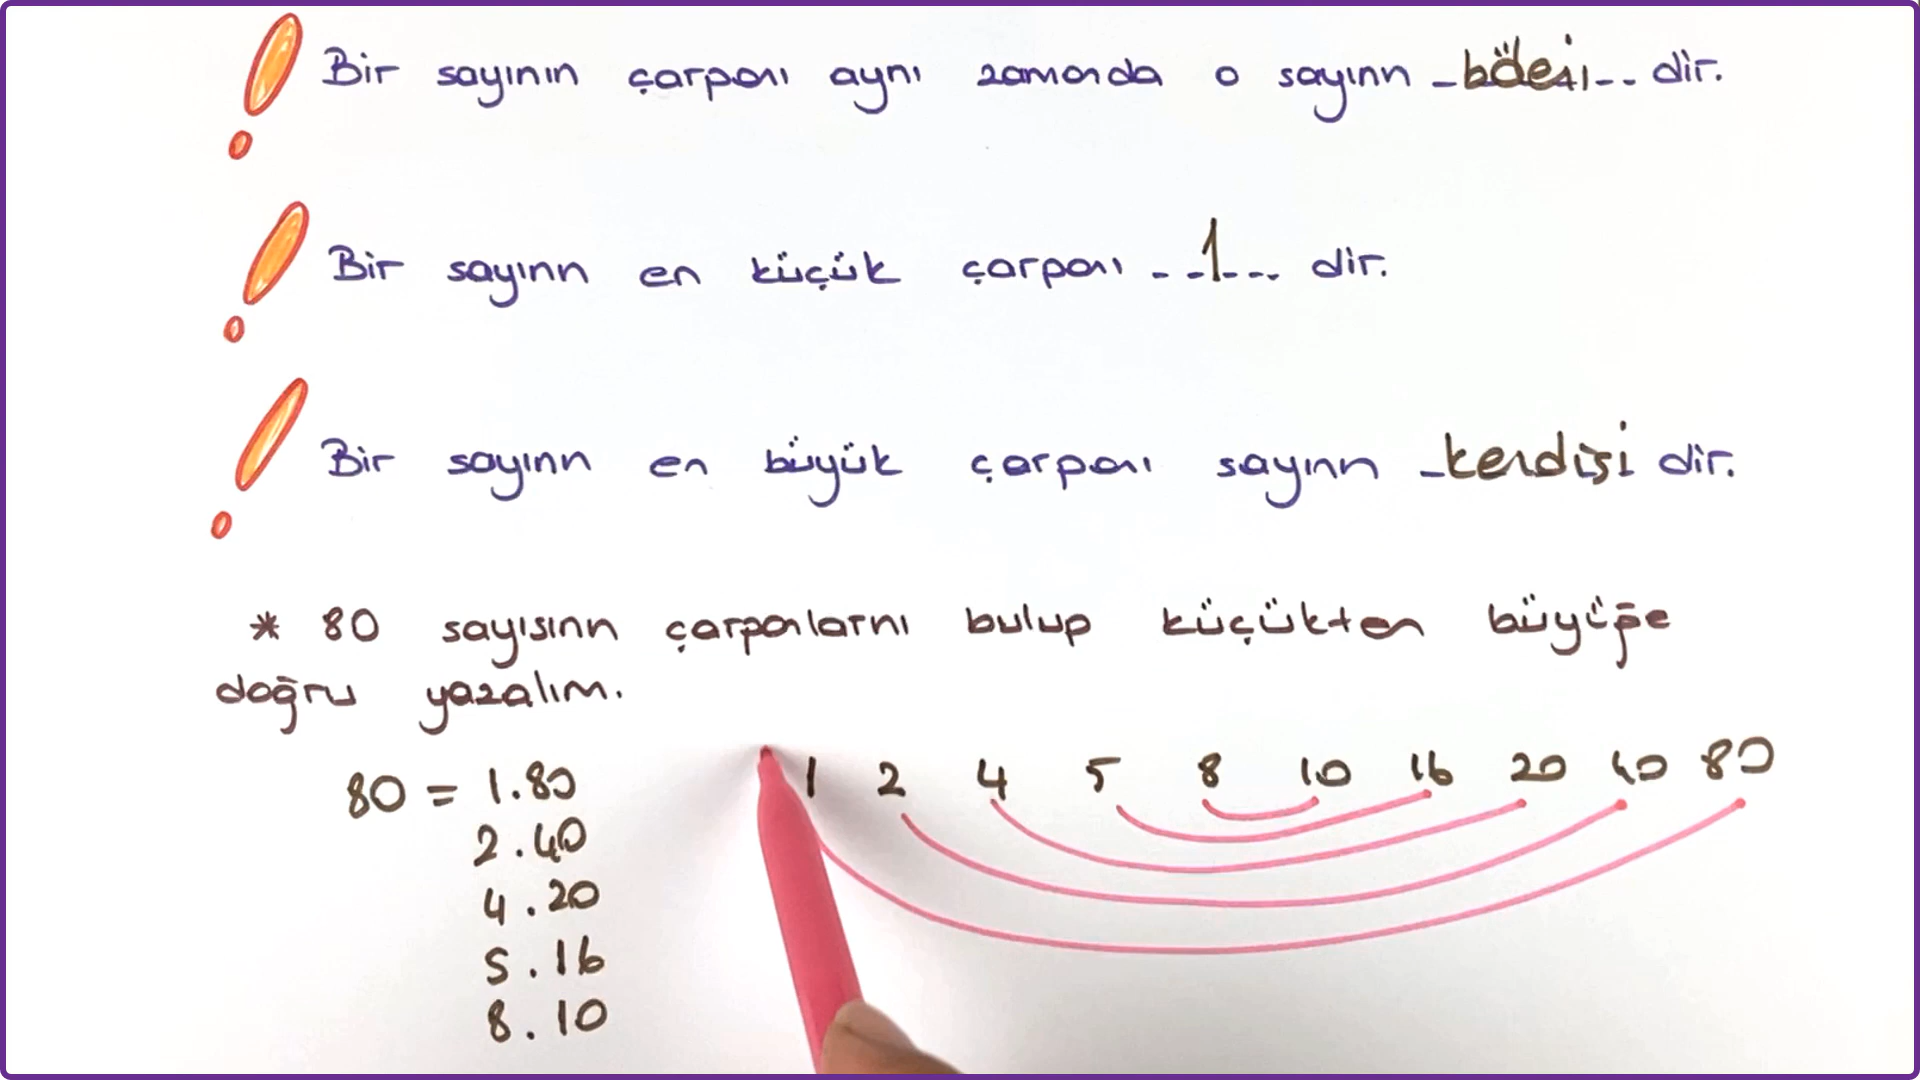 Bir sayının çarpanı aynı zamanda o sayının böleni dir.
Bir sayının en küçük çarpanı 1 dir.
Bir sayının en büyük çarpanı sayının kendisi dir.
* 80 sayısının çarpanlarını bulup küçükten büyüğe
doğru yazalım.
80 = 1.80
2.40
4.20
5.16
8.10
1 2 4 5 8 10 16 20 40 80